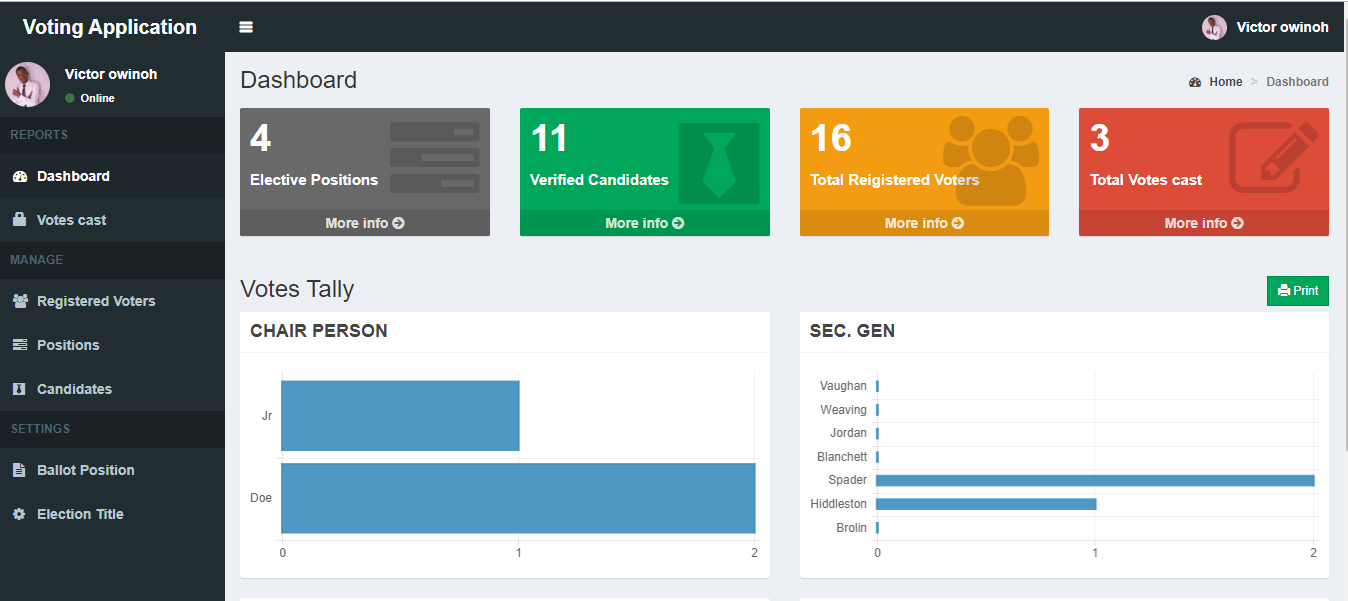 Voting Application
Victor owinoh
Victor owinoh
Online
REPORTS
Dashboard
Votes cast
MANAGE
Registered Voters
Positions
Candidates
SETTINGS
Ballot Position
Election Title
Dashboard
Home > Dashboard
4
Elective Positions
More info
11
Verified Candidates
More info
16
Total Reigistered Voters
More info
3
Total Votes cast
More info
Votes Tally
Print
CHAIR PERSON
Jr
Doe
0 1 2
SEC. GEN
Vaughan
Weaving
Jordan
Blanchett
Spader
Hiddleston
Brolin
0 1 2